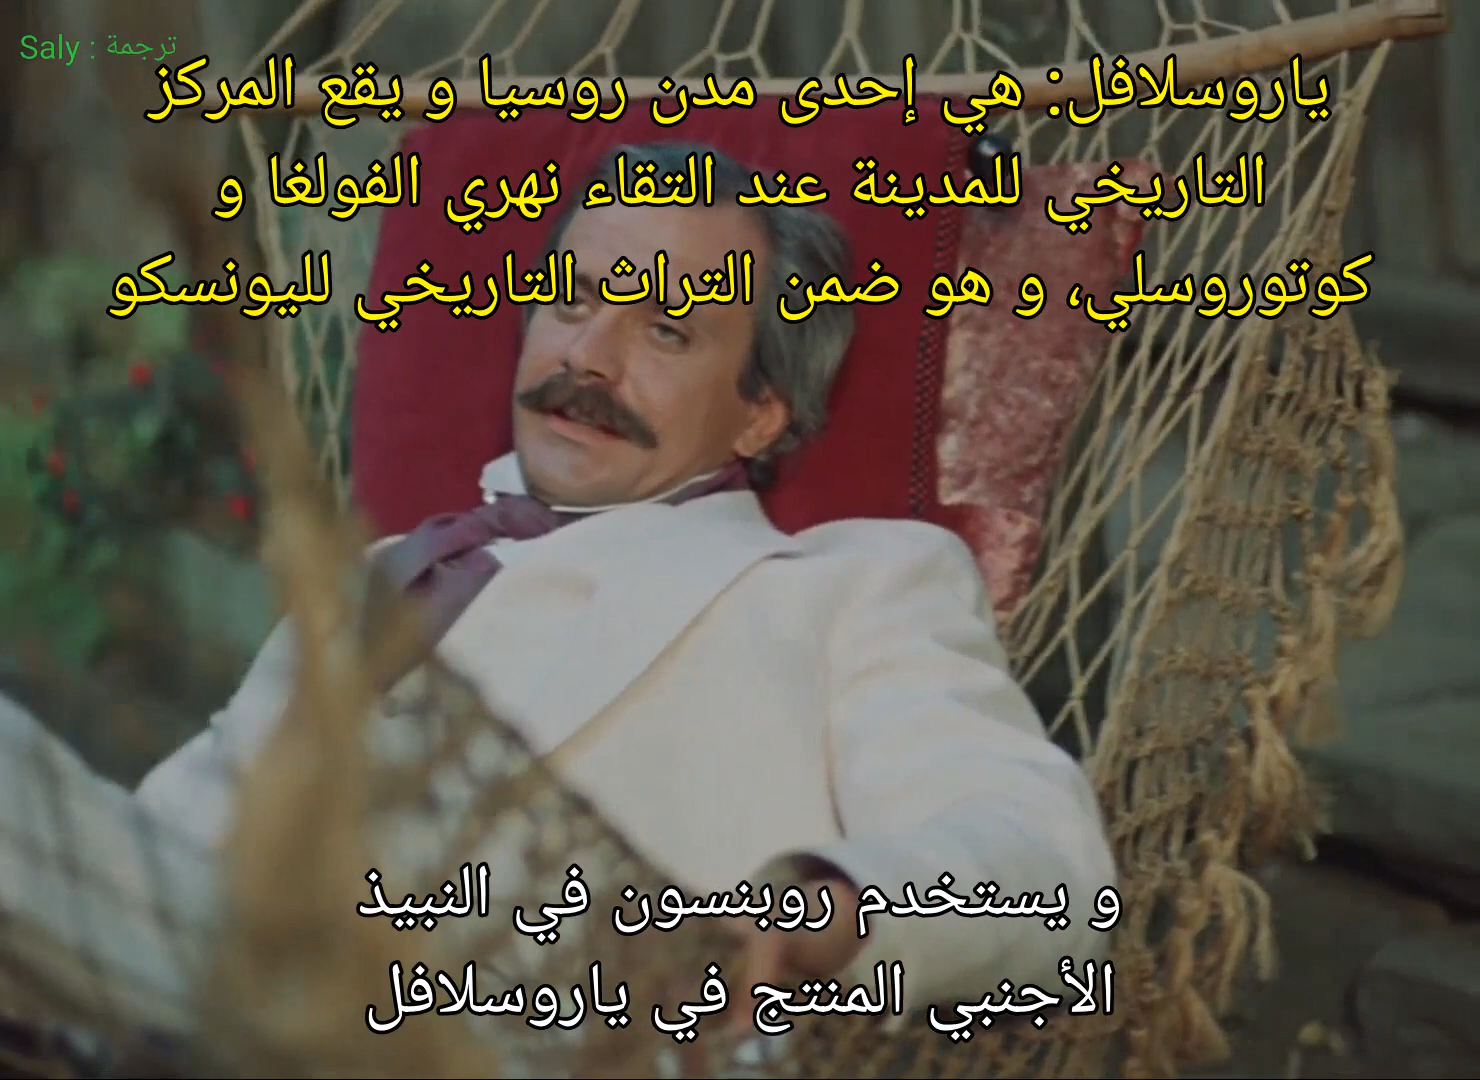 ترجمة : Saly
ياروسلافل: هي إحدى مدن روسيا و يقع المركز
التاريخي للمدينة عند التقاء نهري الفولغا و
كوتوروسلي، و هو ضمن التراث التاريخي لليونسكو
و يستخدم روبنسون في النبيذ
الأجنبي المنتج في ياروسلافل